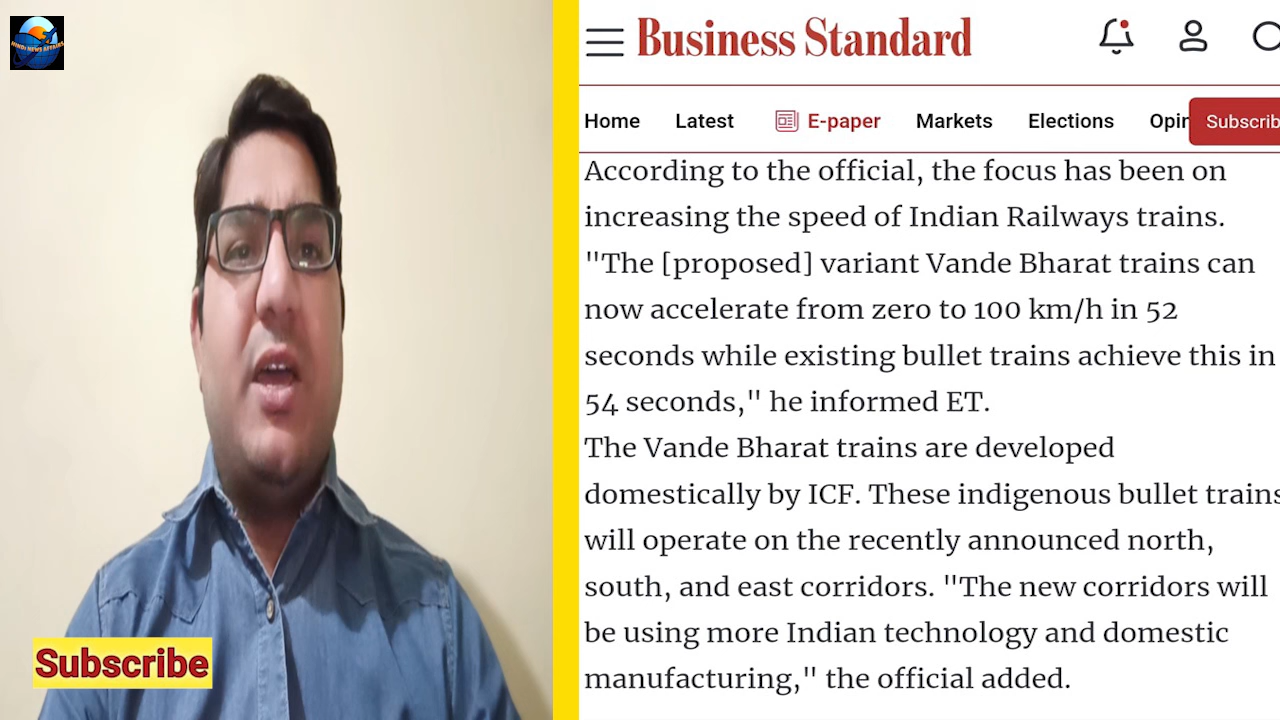 HINDI NEWS AFFAIRS
Subscribe
Business Standard
Home Latest E-paper Markets Elections Opin Subscrib
According to the official, the focus has been on
increasing the speed of Indian Railways trains.
"The [proposed] variant Vande Bharat trains can
now accelerate from zero to 100 km/h in 52
seconds while existing bullet trains achieve this in
54 seconds," he informed ET.
The Vande Bharat trains are developed
domestically by ICF. These indigenous bullet trains
will operate on the recently announced north,
south, and east corridors. "The new corridors will
be using more Indian technology and domestic
manufacturing," the official added.